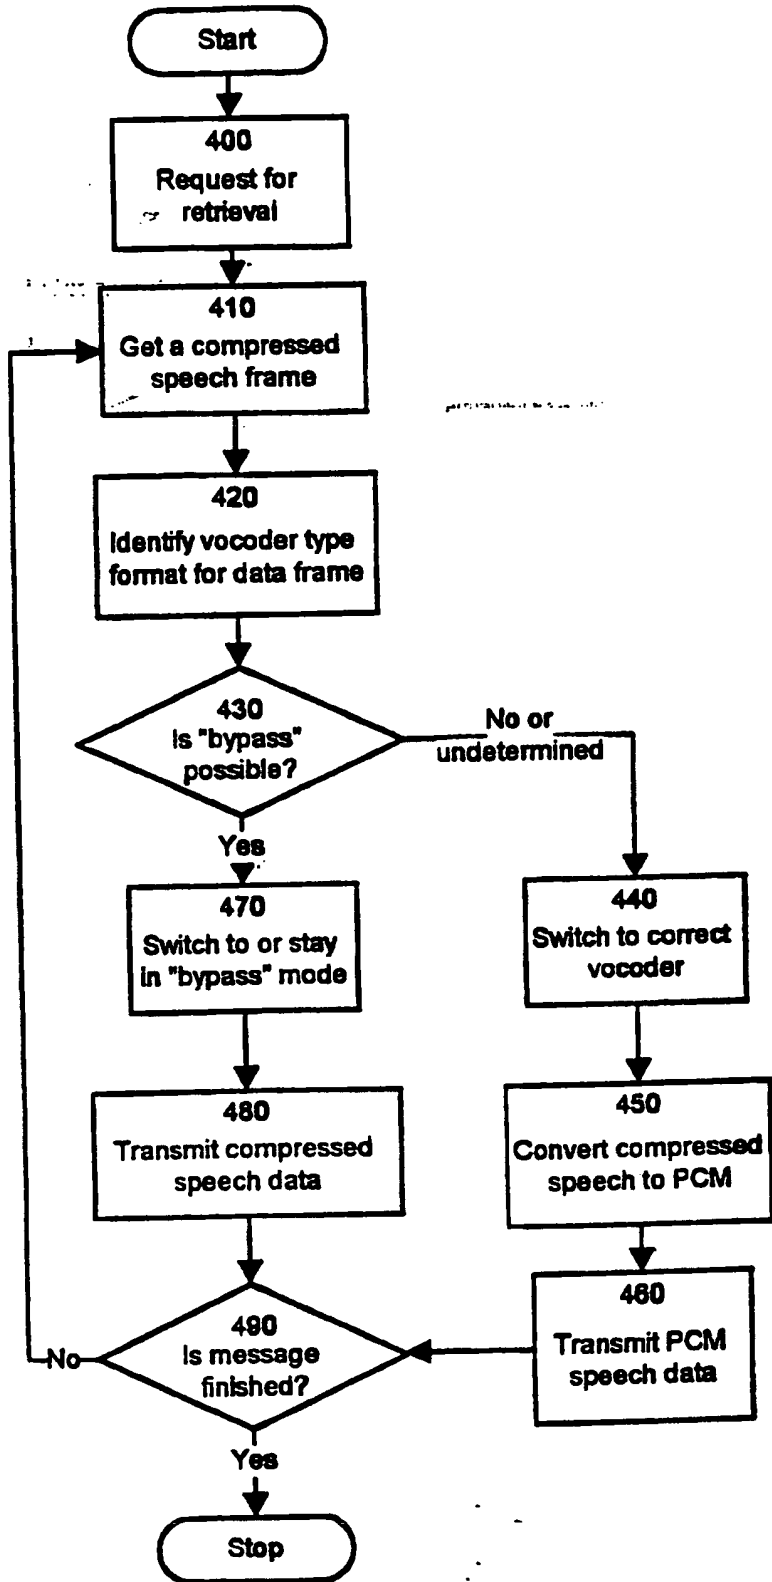 Start
400
Request for
retrieval
410
Get a compressed
speech frame
420
Identify vocoder type
format for data frame
430
Is "bypass"
possible?
No or
undetermined
Yes
470
Switch to or stay
in "bypass" mode
440
Switch to correct
vocoder
480
Transmit compressed
speech data
450
Convert compressed
speech to PCM
460
Transmit PCM
speech data
490
Is message
finished?
No
Yes
Stop